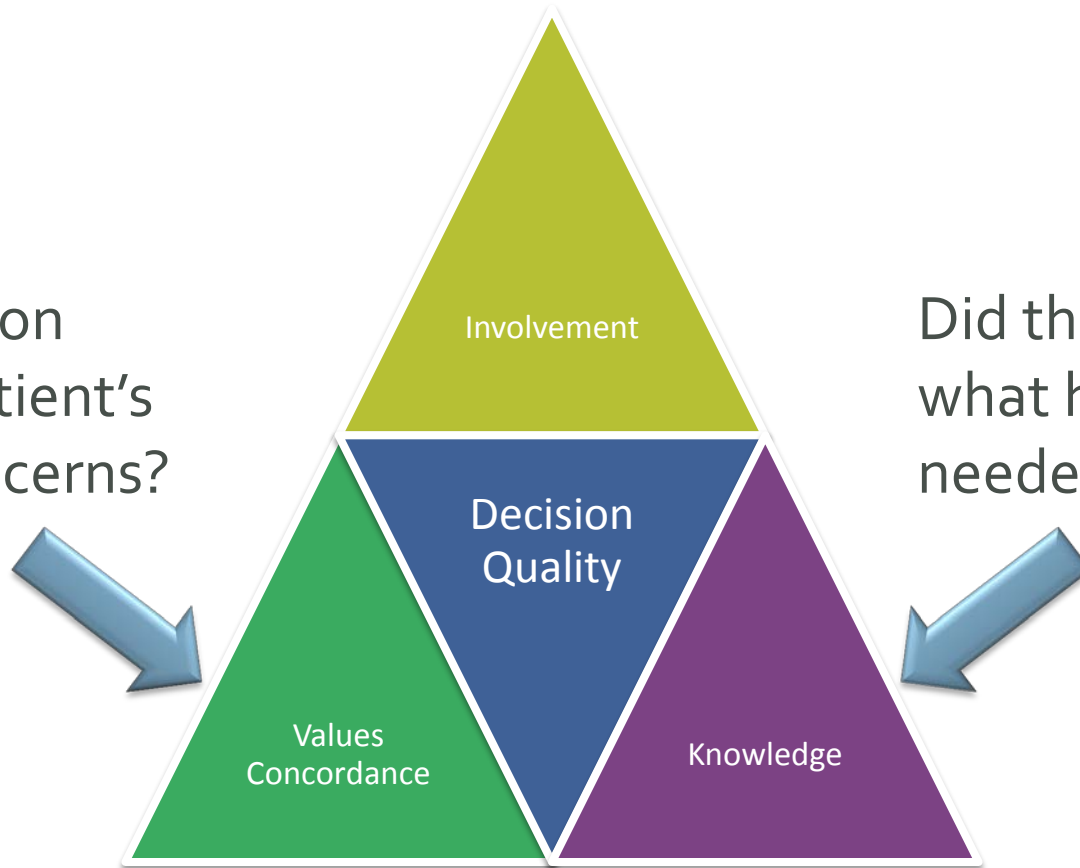 Involvement
on
tient's
cerns?
Did th
what h
neede
Decision
Quality
Values
Concordance
Knowledge